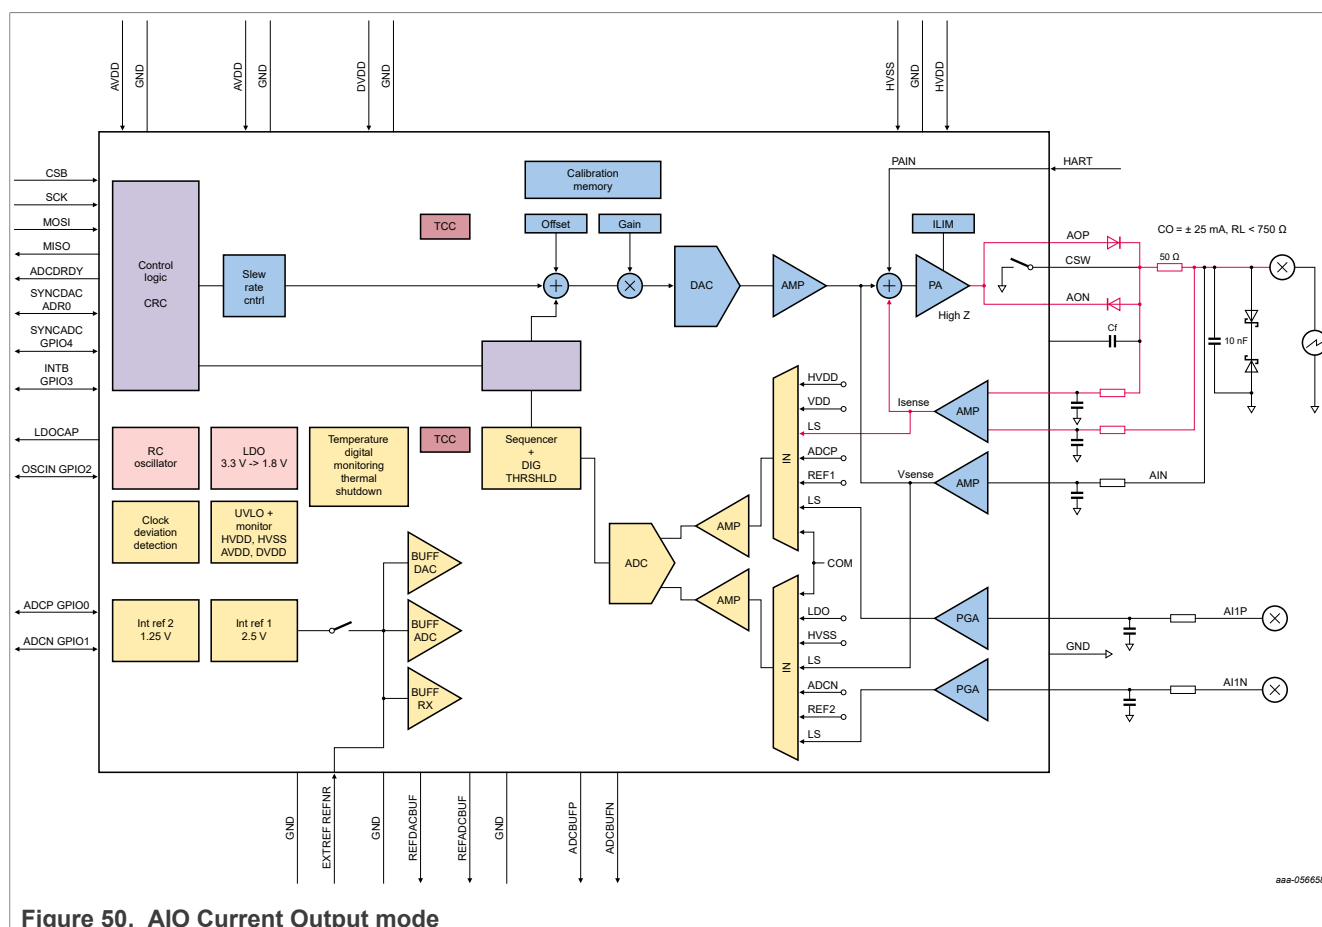 AVDD
GND
AVDD
GND
DVDD
GND
HVSS
GND
HVDD
CSB
SCK
MOSI
MISO
ADCDRDY
SYNCDAC
ADR0
SYNCADC
GPIO4
INTB
GPIO3
LDOCAP
OSCIN GPIO2
ADCP GPIO0
ADCN GPIO1
Control
logic
CRC
Slew
rate
cntrl
TCC
Calibration
memory
Offset
Gain
DAC
AMP
PAIN
HART
ILIM
PA
High Z
AOP
CSW
AON
CO = ± 25 mA, RL < 750 Ω
50 Ω
10 nF
Cf
RC
oscillator
LDO
3.3 V -> 1.8 V
Temperature
digital
monitoring
thermal
shutdown
TCC
Sequencer
+
DIG
THRSHLD
Clock
deviation
detection
UVLO +
monitor
HVDD, HVSS
AVDD, DVDD
Int ref 2
1.25 V
Int ref 1
2.5 V
BUFF
DAC
BUFF
ADC
BUFF
RX
ADC
AMP
AMP
IN
HVDD
VDD
LS
ADCP
REF1
LS
COM
IN
LDO
HVSS
LS
ADCN
REF2
LS
Isense
AMP
Vsense
AMP
AIN
PGA
AI1P
GND
PGA
AI1N
GND
EXTREF REFNR
GND
REFDACBUF
REFADCBUF
GND
ADCBUFP
ADCBUFN
aaa-056658
Figure 50. AIO Current Output mode